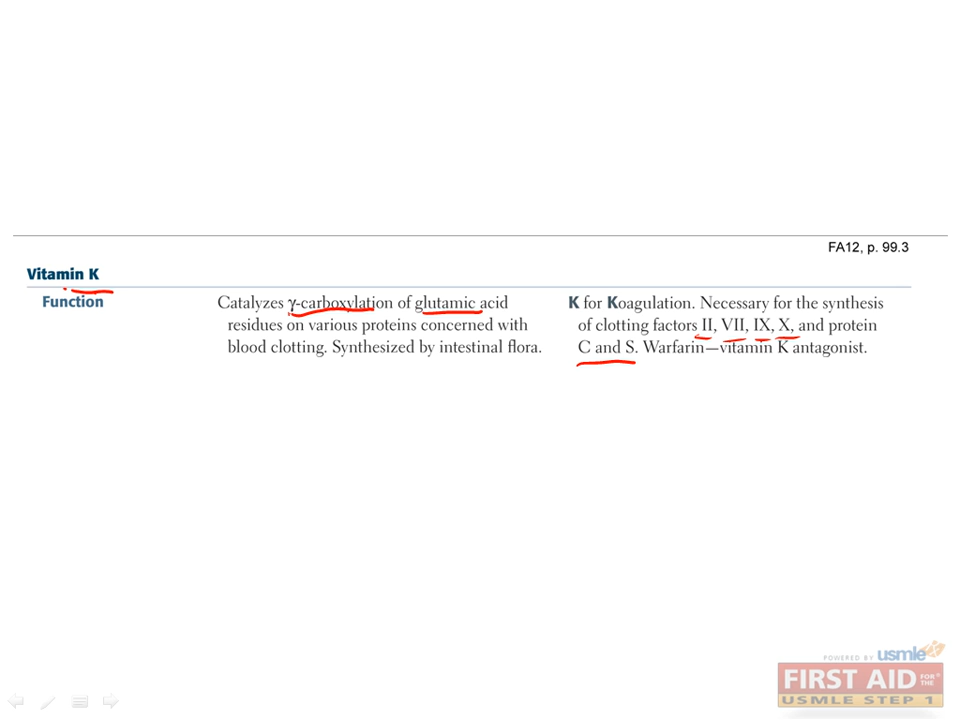 FA12, p. 99.3
Vitamin K
Function
Catalyzes γ-carboxylation of glutamic acid
residues on various proteins concerned with
blood clotting. Synthesized by intestinal flora.
K for Koagulation. Necessary for the synthesis
of clotting factors II, VII, IX, X, and protein
C and S. Warfarin—vitamin K antagonist.
POWERED BY usmle
FIRST AID FOR THE
USMLE STEP 1